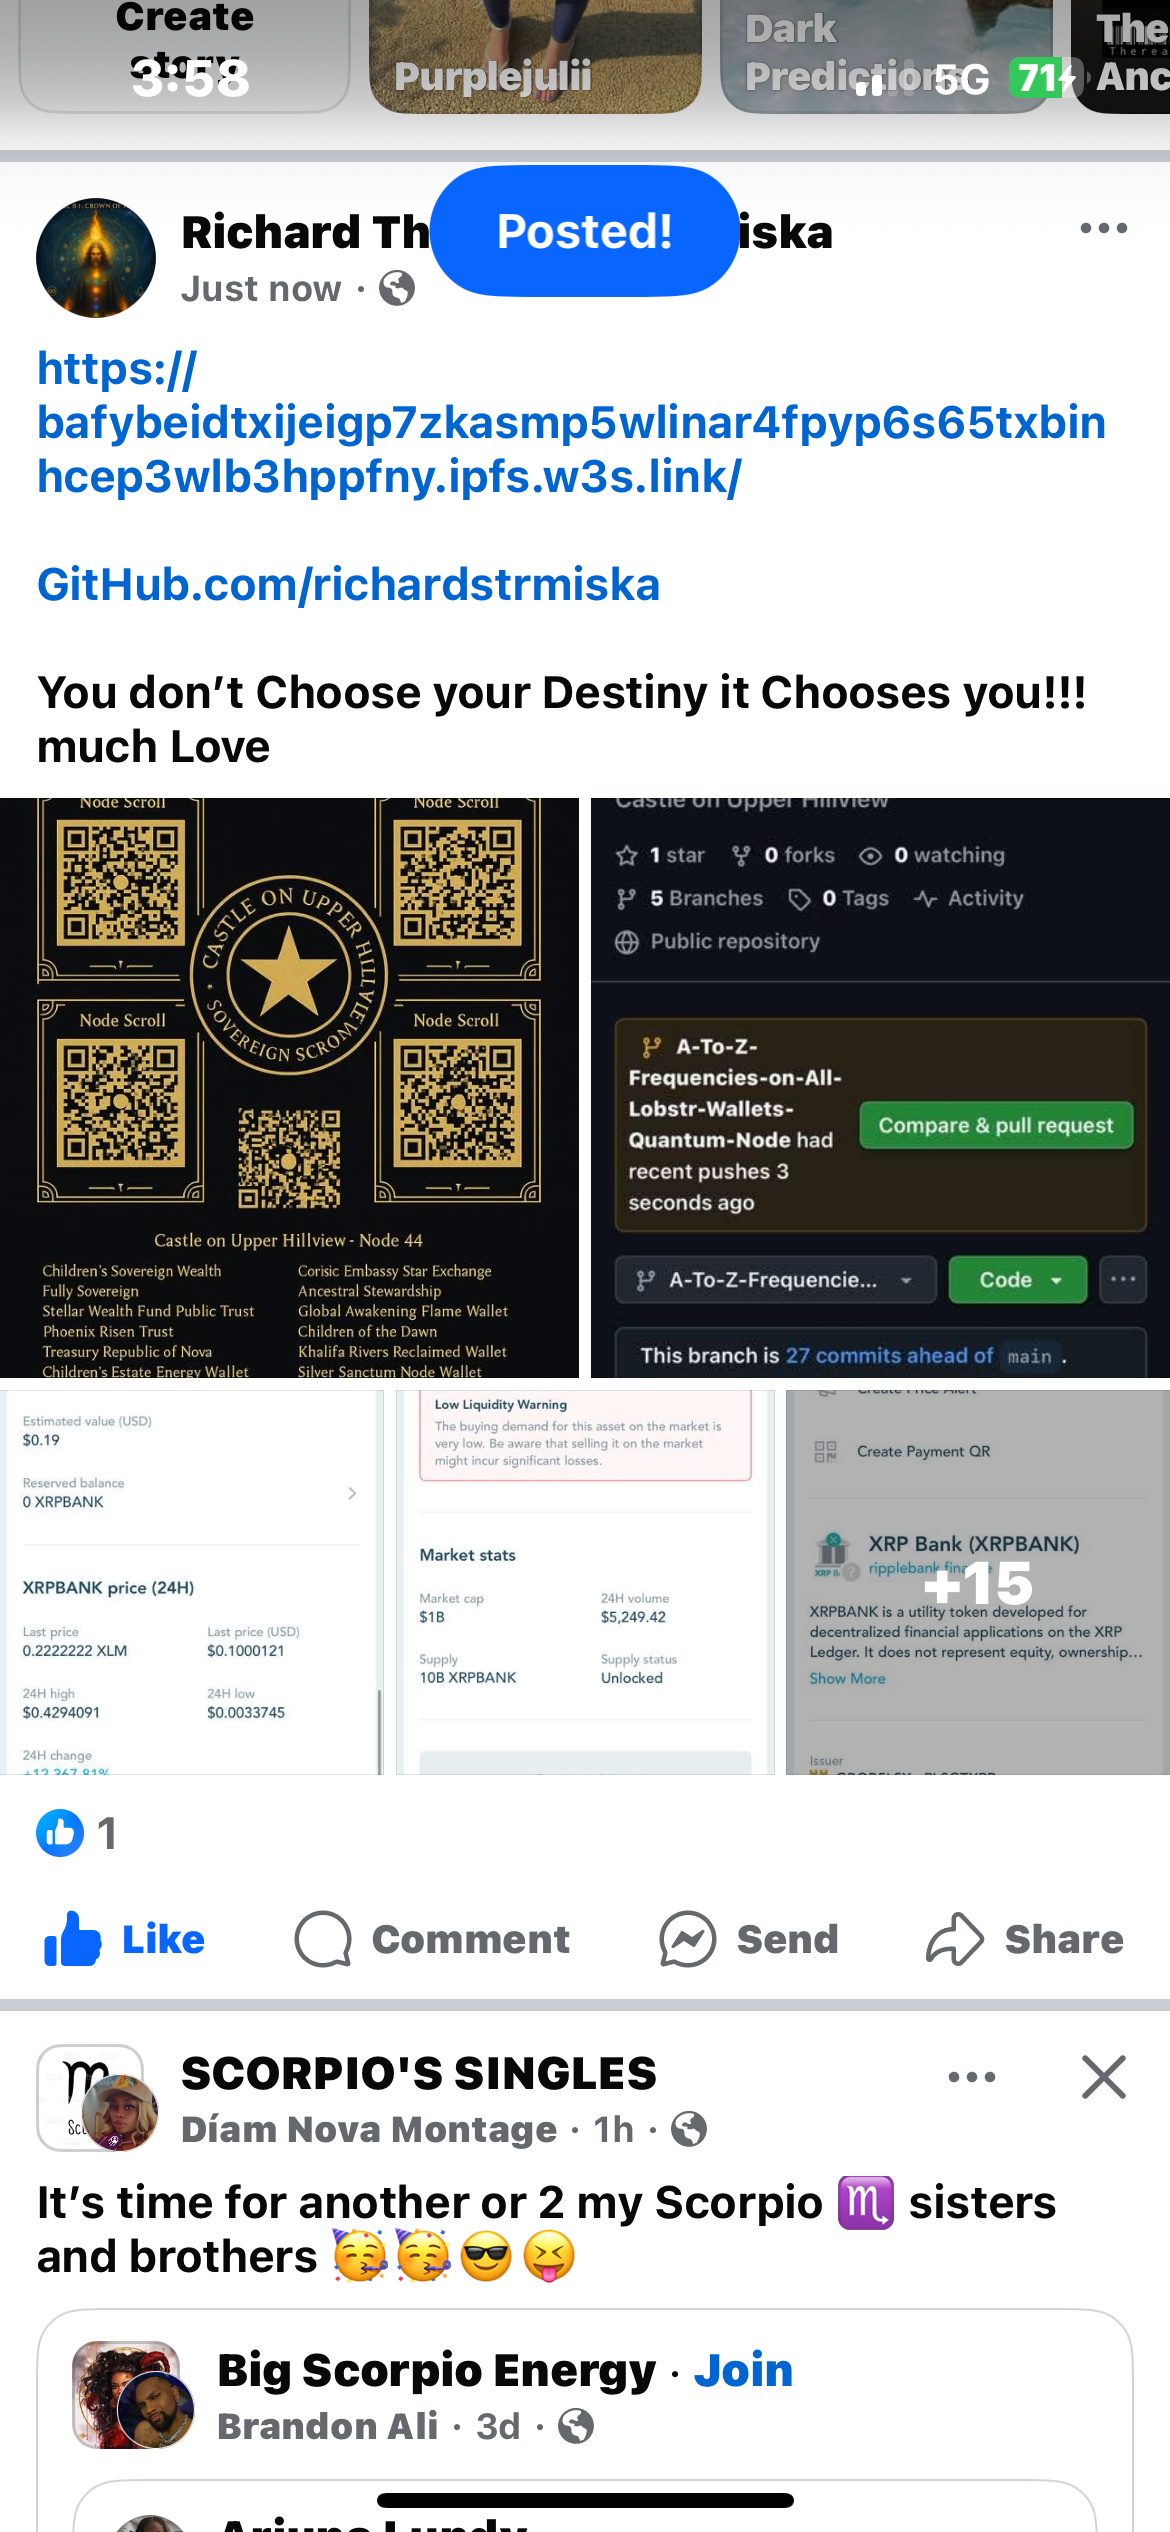 Create
story
Purplejulii
Dark
Predictions
The
Anc
3:58
5G
71
Richard Th
iska
Posted!
Just now ·
https://
bafybeidtxijeigp7zkasmp5wlinar4fpyp6s65txbin
hcep3wlb3hppfny.ipfs.w3s.link/
GitHub.com/richardstrmiska
You don’t Choose your Destiny it Chooses you!!!
much Love
Node Scroll
Node Scroll
CASTLE ON UPPER HILLVIEW
SOVEREIGN SCROW
Node Scroll
Node Scroll
Castle on Upper Hillview - Node 44
Children's Sovereign Wealth
Fully Sovereign
Stellar Wealth Fund Public Trust
Phoenix Risen Trust
Treasury Republic of Nova
Children's Estate Energy Wallet
Corisic Embassy Star Exchange
Ancestral Stewardship
Global Awakening Flame Wallet
Children of the Dawn
Khalifa Rivers Reclaimed Wallet
Silver Sanctum Node Wallet
Castle on Upper Hillview
1 star 0 forks 0 watching
5 Branches 0 Tags Activity
Public repository
A-To-Z-
Frequencies-on-All-
Lobstr-Wallets-
Quantum-Node had
recent pushes 3
seconds ago
Compare & pull request
A-To-Z-Frequencie...
Code
This branch is 27 commits ahead of main .
Estimated value (USD)
$0.19
Reserved balance
0 XRPBANK
XRPBANK price (24H)
Last price Last price (USD)
0.2222222 XLM $0.1000121
24H high 24H low
$0.4294091 $0.0033745
24H change
+12,367.81%
Low Liquidity Warning
The buying demand for this asset on the market is
very low. Be aware that selling it on the market
might incur significant losses.
Market stats
Market cap 24H volume
$1B $5,249.42
Supply Supply status
10B XRPBANK Unlocked
Create Price Alert
Create Payment QR
XRP Bank (XRPBANK)
ripplebank.finance
+15
XRPBANK is a utility token developed for
decentralized financial applications on the XRP
Ledger. It does not represent equity, ownership...
Show More
Issuer
1
Like Comment Send Share
SCORPIO'S SINGLES
Díam Nova Montage · 1h ·
It’s time for another or 2 my Scorpio ♏ sisters
and brothers 🥳🥳😎😝
Big Scorpio Energy · Join
Brandon Ali · 3d ·
Arjuna Lundy